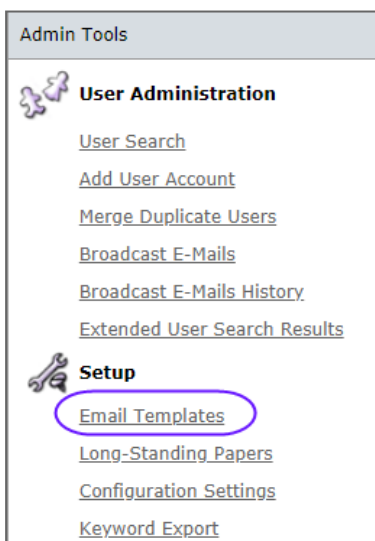 Admin Tools
User Administration
User Search
Add User Account
Merge Duplicate Users
Broadcast E-Mails
Broadcast E-Mails History
Extended User Search Results
Setup
Email Templates
Long-Standing Papers
Configuration Settings
Keyword Export